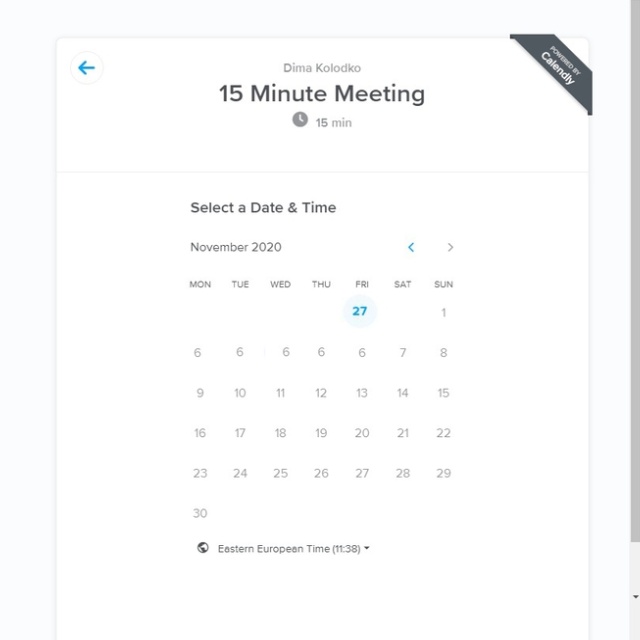 POWERED BY
Calendly
Dima Kolodko
15 Minute Meeting
15 min
Select a Date & Time
November 2020
MON TUE WED THU FRI SAT SUN
27 1
6 6 6 6 6 7 8
9 10 11 12 13 14 15
16 17 18 19 20 21 22
23 24 25 26 27 28 29
30
Eastern European Time (11:38)